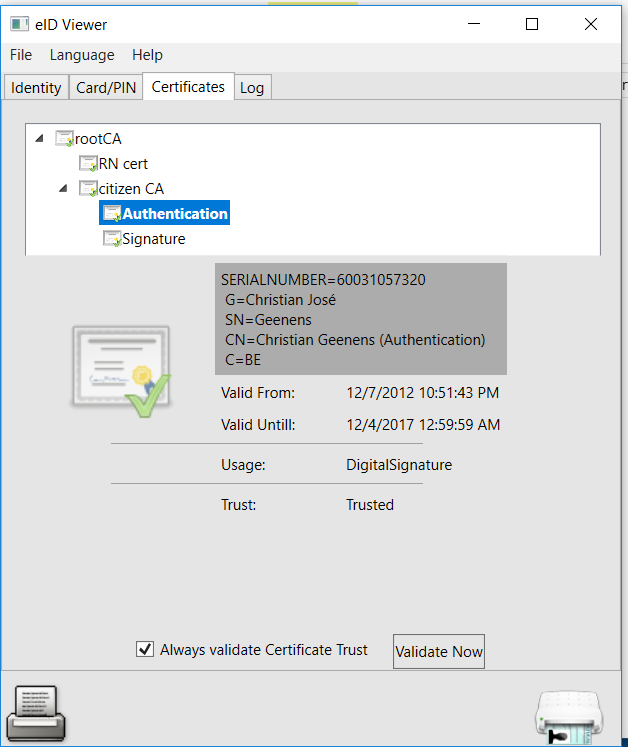 eID Viewer
File Language Help
Identity Card/PIN Certificates Log
rootCA
RN cert
citizen CA
Authentication
Signature
SERIALNUMBER=60031057320
G=Christian José
SN=Geenens
CN=Christian Geenens (Authentication)
C=BE
Valid From: 12/7/2012 10:51:43 PM
Valid Untill: 12/4/2017 12:59:59 AM
Usage: DigitalSignature
Trust: Trusted
Always validate Certificate Trust Validate Now